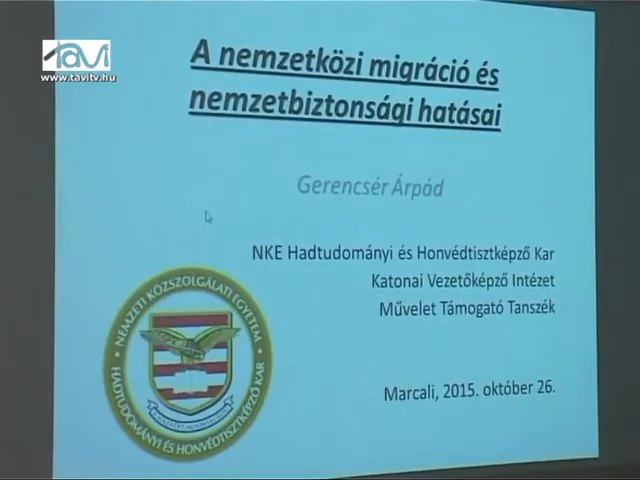 TaVi
www.tavitv.hu
A nemzetközi migráció és
nemzetbiztonsági hatásai
Gerencsér Árpád
NKE Hadtudományi és Honvédtisztképző Kar
Katonai Vezetőképző Intézet
Művelet Támogató Tanszék
Marcali, 2015. október 26.
NEMZETI KÖZSZOLGÁLATI EGYETEM
HADTUDOMÁNYI ÉS HONVÉDTISZTKÉPZŐ KAR